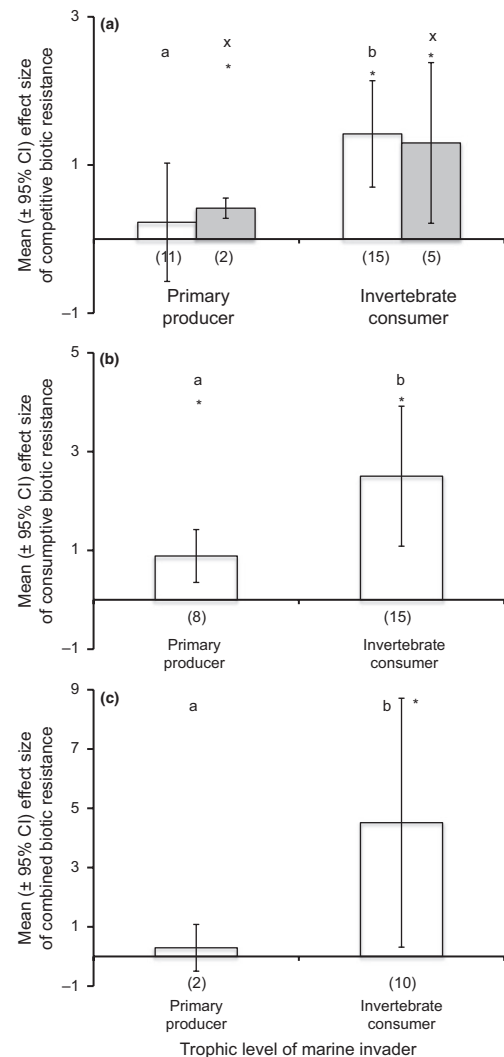 3
(a)
a
x
*
b
*
x
*
Mean (± 95% CI) effect size
of competitive biotic resistance
1
(11)
(2)
(15)
(5)
Primary
producer
Invertebrate
consumer
–1
5
(b)
a
*
b
*
3
Mean (± 95% CI) effect size
of consumptive biotic resistance
1
(8)
(15)
Primary
producer
Invertebrate
consumer
–1
9
(c)
a
b
*
7
5
Mean (± 95% CI) effect size
of combined biotic resistance
3
1
(2)
(10)
–1
Primary
producer
Invertebrate
consumer
Trophic level of marine invader